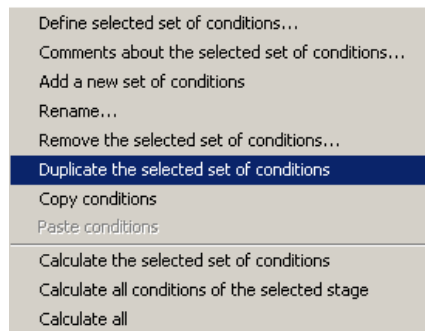 Define selected set of conditions...
Comments about the selected set of conditions...
Add a new set of conditions
Rename...
Remove the selected set of conditions...
Duplicate the selected set of conditions
Copy conditions
Paste conditions
Calculate the selected set of conditions
Calculate all conditions of the selected stage
Calculate all